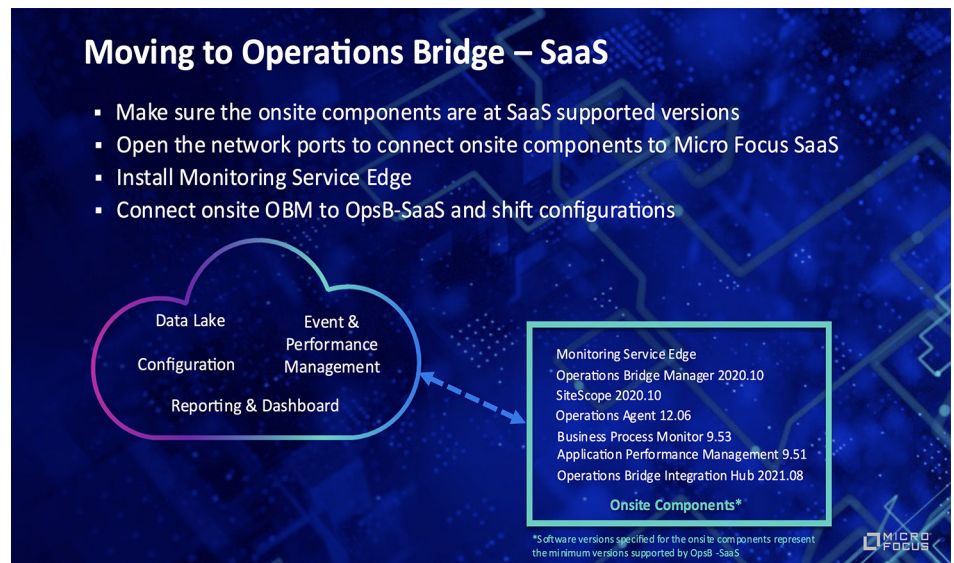 Moving to Operations Bridge – SaaS
▪ Make sure the onsite components are at SaaS supported versions
▪ Open the network ports to connect onsite components to Micro Focus SaaS
▪ Install Monitoring Service Edge
▪ Connect onsite OBM to OpsB-SaaS and shift configurations
Data Lake
Event &
Performance
Management
Configuration
Reporting & Dashboard
Monitoring Service Edge
Operations Bridge Manager 2020.10
SiteScope 2020.10
Operations Agent 12.06
Business Process Monitor 9.53
Application Performance Management 9.51
Operations Bridge Integration Hub 2021.08
Onsite Components*
*Software versions specified for the onsite components represent
the minimum versions supported by OpsB -SaaS
MICRO
FOCUS